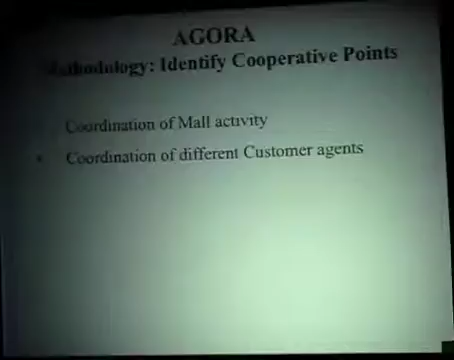 AGORA
Methodology: Identify Cooperative Points
Coordination of Mall activity
• Coordination of different Customer agents